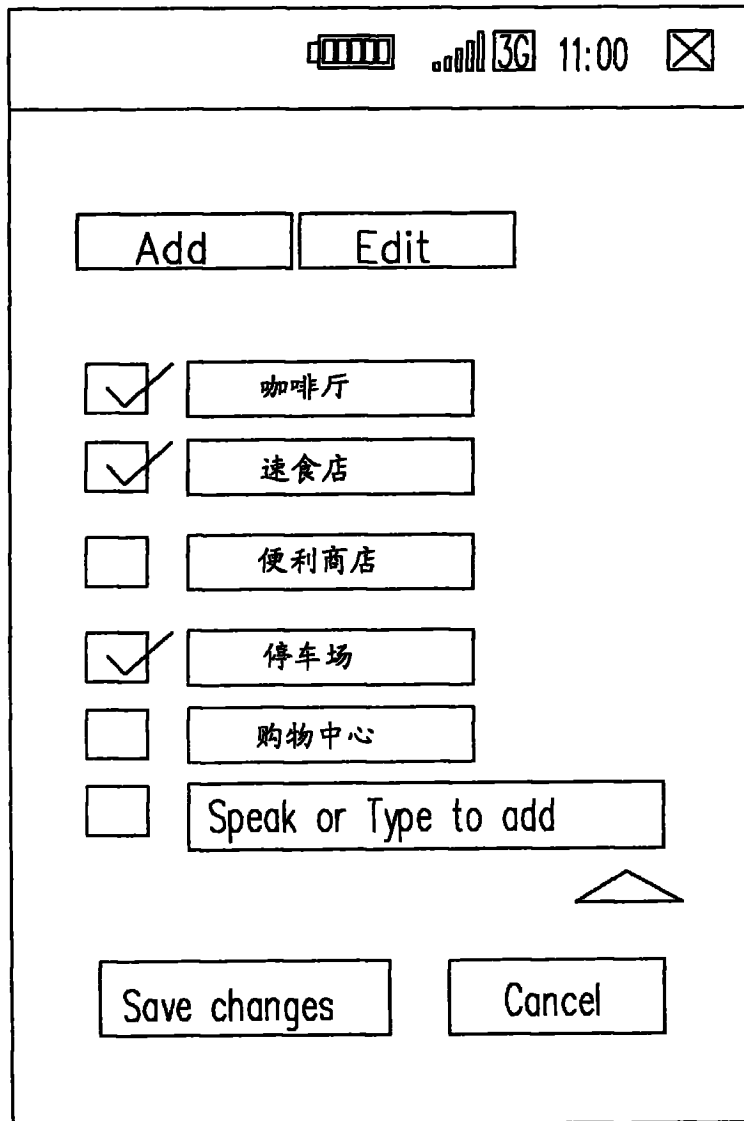 3G 11:00
Add Edit
咖啡厅
速食店
便利商店
停车场
购物中心
Speak or Type to add
Save changes Cancel